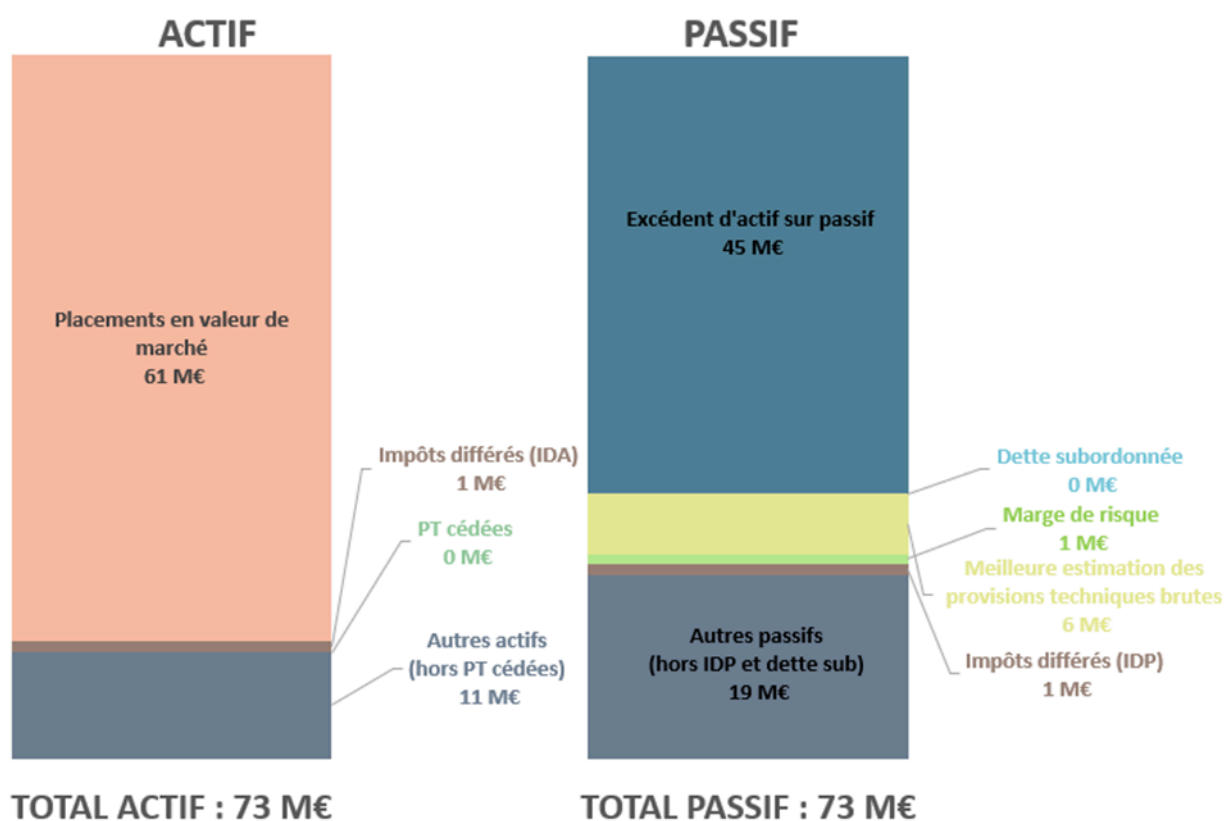 ACTIF
Placements en valeur de
marché
61 M€
Impôts différés (IDA)
1 M€
PT cédées
0 M€
Autres actifs
(hors PT cédées)
11 M€
TOTAL ACTIF : 73 M€
PASSIF
Excédent d'actif sur passif
45 M€
Dette subordonnée
0 M€
Marge de risque
1 M€
Meilleure estimation des
provisions techniques brutes
6 M€
Impôts différés (IDP)
1 M€
Autres passifs
(hors IDP et dette sub)
19 M€
TOTAL PASSIF : 73 M€